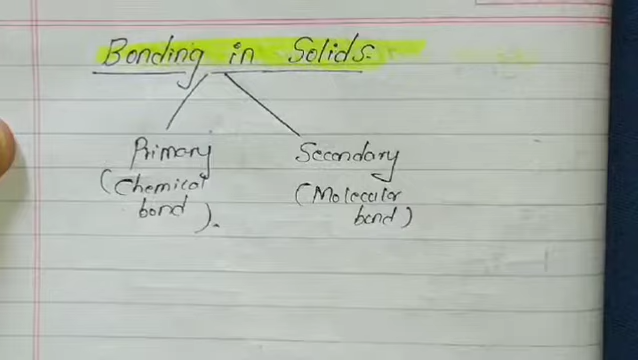 Bonding in Solids.
Primary
(Chemical
bond).
Secondary
(Molecular
bond)